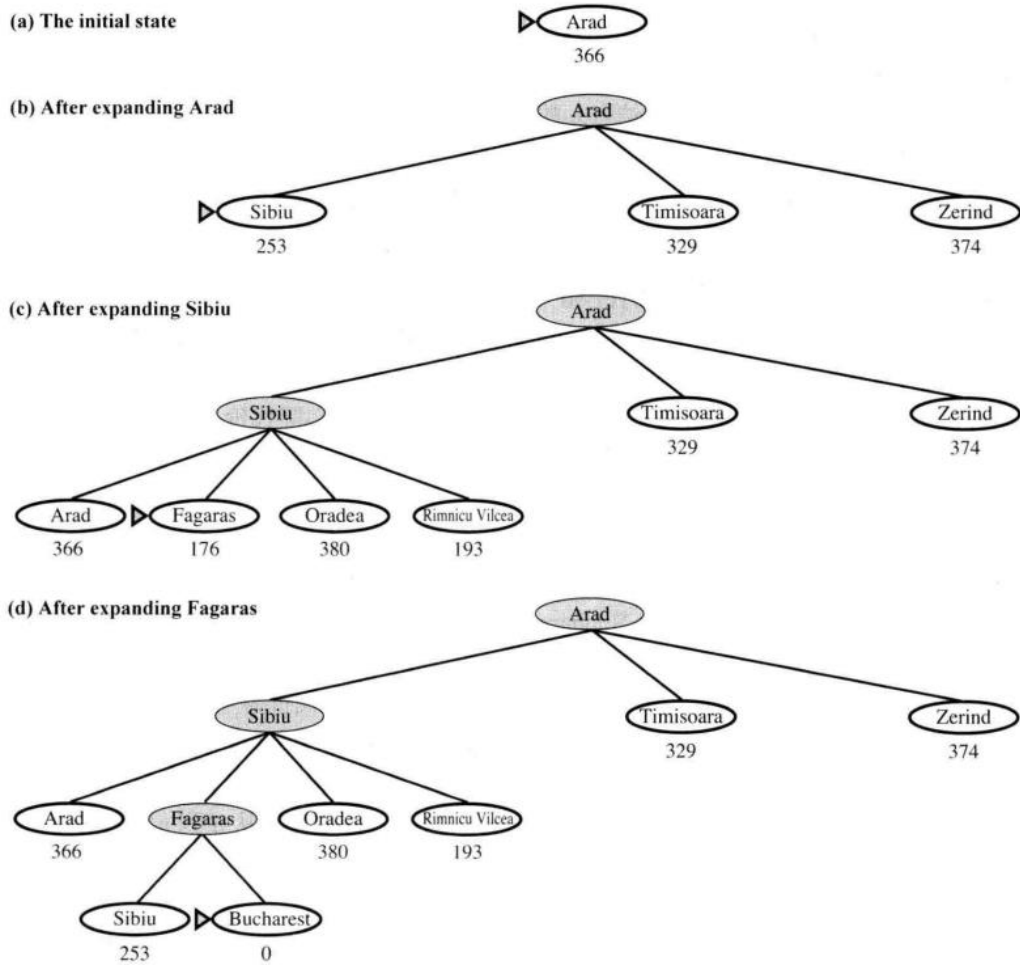 (a) The initial state
Arad
366
(b) After expanding Arad
Arad
Sibiu
Timisoara
Zerind
253
329
374
(c) After expanding Sibiu
Arad
Sibiu
Timisoara
Zerind
329
374
Arad
Fagaras
Oradea
Rimnicu Vilcea
366
176
380
193
(d) After expanding Fagaras
Arad
Sibiu
Timisoara
Zerind
329
374
Arad
Fagaras
Oradea
Rimnicu Vilcea
366
380
193
Sibiu
Bucharest
253
0